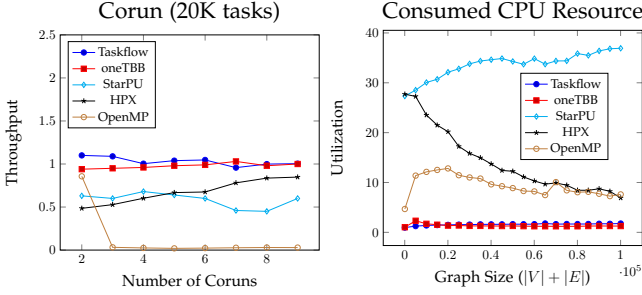 Corun (20K tasks)
Throughput
2.5
2
1.5
1
0.5
0
2
4
6
8
Number of Coruns
Taskflow
oneTBB
StarPU
HPX
OpenMP
Consumed CPU Resource
Utilization
40
30
20
10
0
0
0.2
0.4
0.6
0.8
1
·10⁵
Graph Size (|V| + |E|)
Taskflow
oneTBB
StarPU
HPX
OpenMP